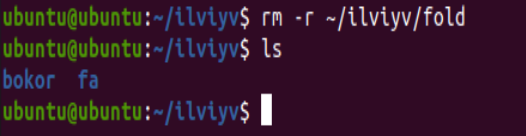 ubuntu@ubuntu:~/ilviyv$ rm -r ~/ilviyv/fold
ubuntu@ubuntu:~/ilviyv$ ls
bokor  fa
ubuntu@ubuntu:~/ilviyv$